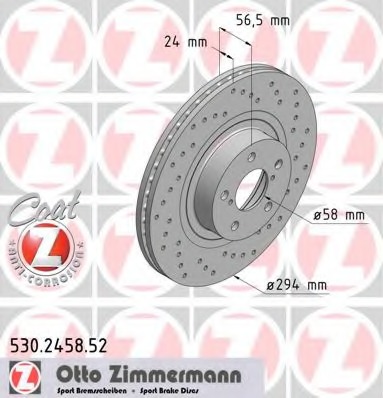 56,5 mm
24 mm
ø58 mm
ø294 mm
Coat
Z
ANTI-CORROSION
530.2458.52
Z
Otto Zimmermann
Sport Bremsscheiben • Sport Brake Discs